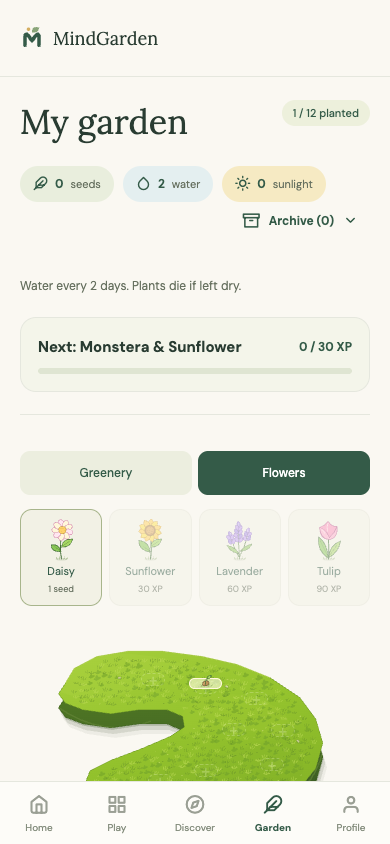 MindGarden
My garden
1 / 12 planted
0 seeds
2 water
0 sunlight
Archive (0)
Water every 2 days. Plants die if left dry.
Next: Monstera & Sunflower
0 / 30 XP
Greenery
Flowers
Daisy
Sunflower
Lavender
Tulip
1 seed
30 XP
60 XP
90 XP
Home
Play
Discover
Garden
Profile